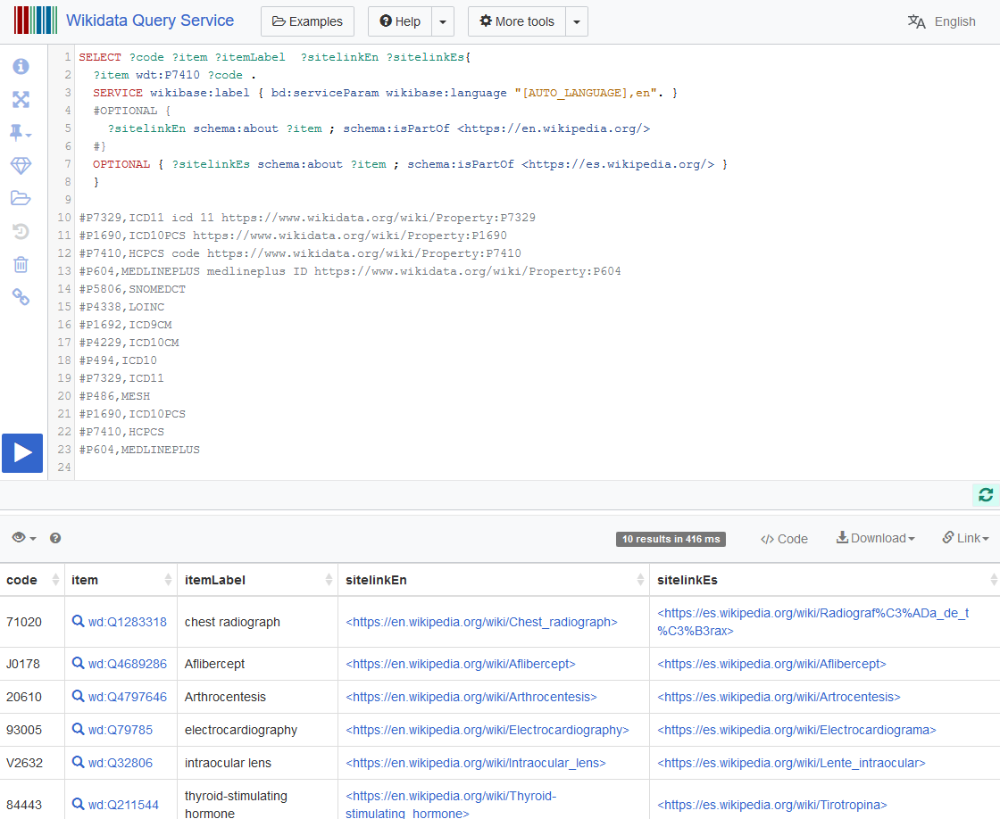 Wikidata Query Service
Examples
Help
More tools
English
1 SELECT ?code ?item ?itemLabel  ?sitelinkEn ?sitelinkEs{
2 ?item wdt:P7410 ?code .
3 SERVICE wikibase:label { bd:serviceParam wikibase:language "[AUTO_LANGUAGE],en". }
4 #OPTIONAL {
5 ?sitelinkEn schema:about ?item ; schema:isPartOf <https://en.wikipedia.org/>
6 #}
7 OPTIONAL { ?sitelinkEs schema:about ?item ; schema:isPartOf <https://es.wikipedia.org/> }
8 }
9
10 #P7329,ICD11 icd 11 https://www.wikidata.org/wiki/Property:P7329
11 #P1690,ICD10PCS https://www.wikidata.org/wiki/Property:P1690
12 #P7410,HCPCS code https://www.wikidata.org/wiki/Property:P7410
13 #P604,MEDLINEPLUS medlineplus ID https://www.wikidata.org/wiki/Property:P604
14 #P5806,SNOMEDCT
15 #P4338,LOINC
16 #P1692,ICD9CM
17 #P4229,ICD10CM
18 #P494,ICD10
19 #P7329,ICD11
20 #P486,MESH
21 #P1690,ICD10PCS
22 #P7410,HCPCS
23 #P604,MEDLINEPLUS
24
10 results in 416 ms
</> Code
Download
Link
code item itemLabel sitelinkEn sitelinkEs
71020 wd:Q1283318 chest radiograph <https://en.wikipedia.org/wiki/Chest_radiograph> <https://es.wikipedia.org/wiki/Radiograf%C3%ADa_de_t
%C3%B3rax>
J0178 wd:Q4689286 Aflibercept <https://en.wikipedia.org/wiki/Aflibercept> <https://es.wikipedia.org/wiki/Aflibercept>
20610 wd:Q4797646 Arthrocentesis <https://en.wikipedia.org/wiki/Arthrocentesis> <https://es.wikipedia.org/wiki/Artrocentesis>
93005 wd:Q79785 electrocardiography <https://en.wikipedia.org/wiki/Electrocardiography> <https://es.wikipedia.org/wiki/Electrocardiograma>
V2632 wd:Q32806 intraocular lens <https://en.wikipedia.org/wiki/Intraocular_lens> <https://es.wikipedia.org/wiki/Lente_intraocular>
84443 wd:Q211544 thyroid-stimulating <https://en.wikipedia.org/wiki/Thyroid- <https://es.wikipedia.org/wiki/Tirotropina>
hormone stimulating_hormone>